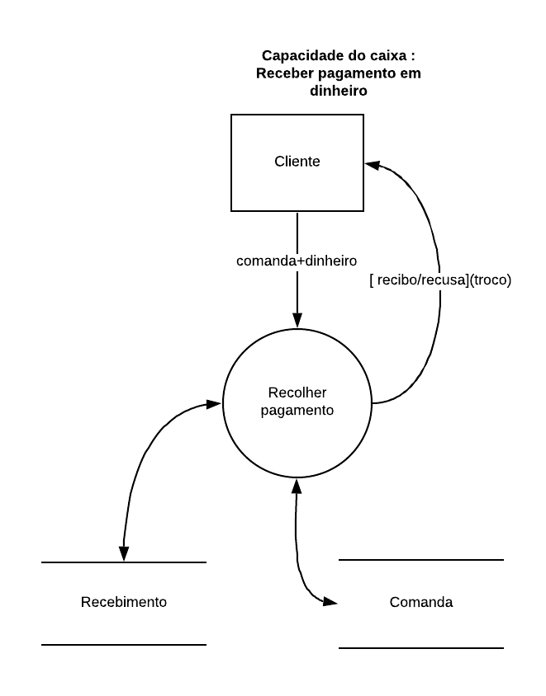 Capacidade do caixa :
Receber pagamento em
dinheiro
Cliente
comanda+dinheiro
[ recibo/recusa](troco)
Recolher
pagamento
Recebimento
Comanda